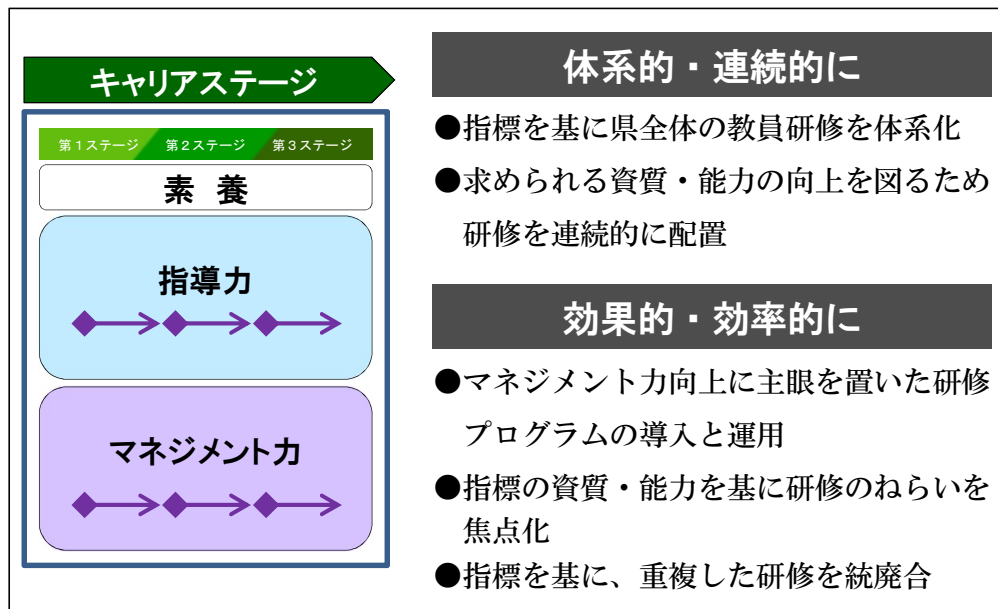 キャリアステージ
第1ステージ 第2ステージ 第3ステージ
素 養
指導力
マネジメント力
体系的・連続的に
●指標を基に県全体の教員研修を体系化
●求められる資質・能力の向上を図るため
研修を連続的に配置
効果的・効率的に
●マネジメント力向上に主眼を置いた研修
プログラムの導入と運用
●指標の資質・能力を基に研修のねらいを
焦点化
●指標を基に、重複した研修を統廃合